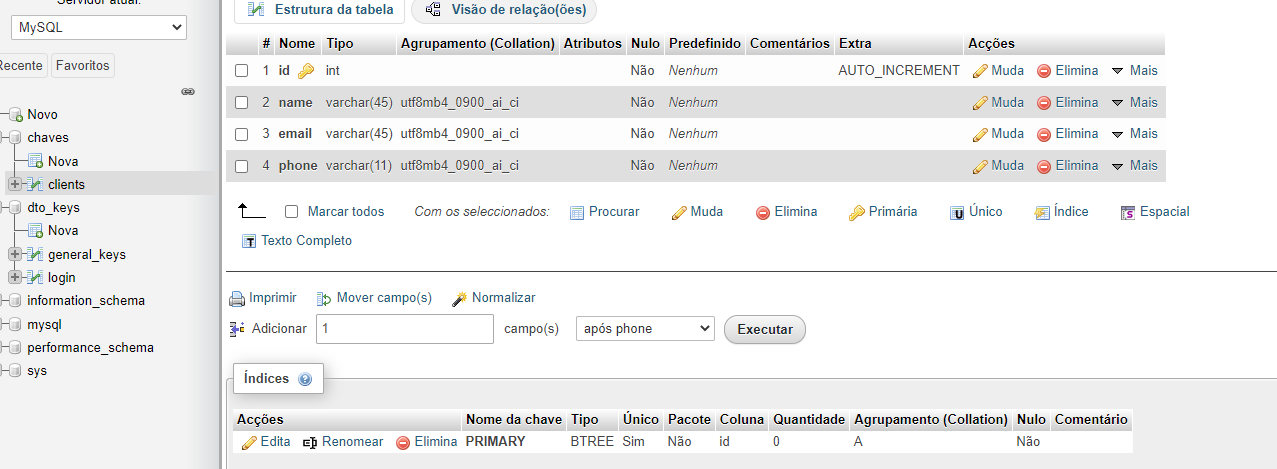 Servidor atual:
MySQL
Recente Favoritos
Novo
chaves
Nova
clients
dto_keys
Nova
general_keys
login
information_schema
mysql
performance_schema
sys
Estrutura da tabela Visão de relação(ões)
# Nome Tipo Agrupamento (Collation) Atributos Nulo Predefinido Comentários Extra Acções
1 id int Não Nenhum AUTO_INCREMENT Muda Elimina Mais
2 name varchar(45) utf8mb4_0900_ai_ci Não Nenhum Muda Elimina Mais
3 email varchar(45) utf8mb4_0900_ai_ci Não Nenhum Muda Elimina Mais
4 phone varchar(11) utf8mb4_0900_ai_ci Não Nenhum Muda Elimina Mais
Marcar todos Com os seleccionados: Procurar Muda Elimina Primária Único Índice Espacial
Texto Completo
Imprimir Mover campo(s) Normalizar
Adicionar 1 campo(s) após phone Executar
Índices
Acções Nome da chave Tipo Único Pacote Coluna Quantidade Agrupamento (Collation) Nulo Comentário
Edita Renomear Elimina PRIMARY BTREE Sim Não id 0 A Não